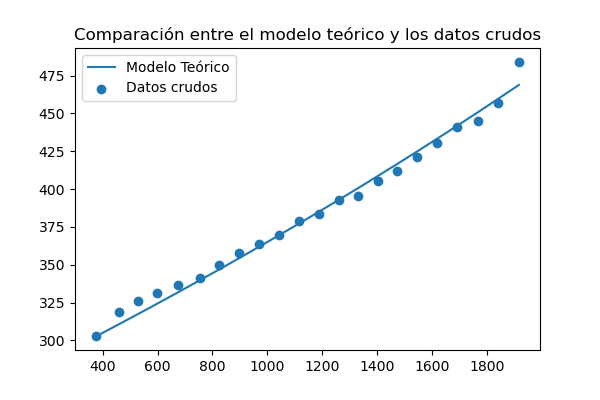 Comparación entre el modelo teórico y los datos crudos
Modelo Teórico
Datos crudos
475
450
425
400
375
350
325
300
400 600 800 1000 1200 1400 1600 1800